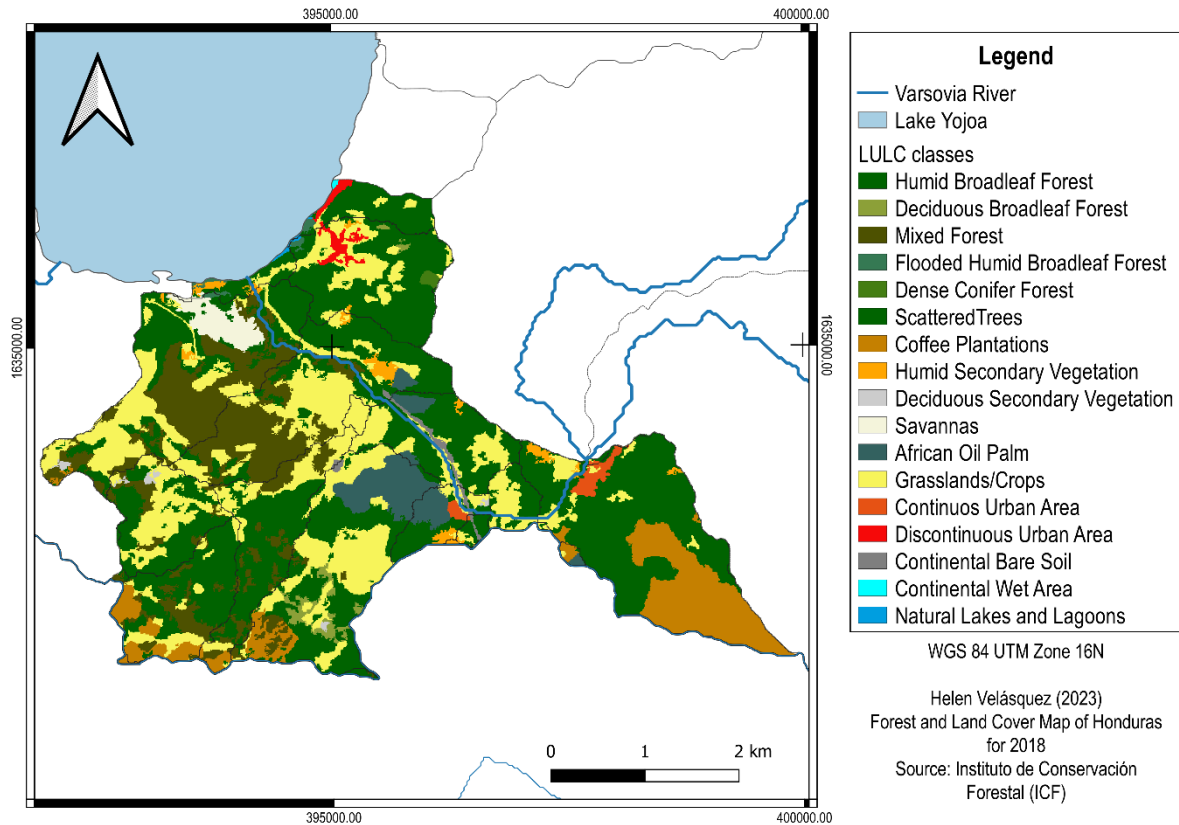 395000.00
400000.00
1635000.00
1635000.00
0 1 2 km
395000.00
400000.00
Legend
Varsovia River
Lake Yojoa
LULC classes
Humid Broadleaf Forest
Deciduous Broadleaf Forest
Mixed Forest
Flooded Humid Broadleaf Forest
Dense Conifer Forest
ScatteredTrees
Coffee Plantations
Humid Secondary Vegetation
Deciduous Secondary Vegetation
Savannas
African Oil Palm
Grasslands/Crops
Continuos Urban Area
Discontinuous Urban Area
Continental Bare Soil
Continental Wet Area
Natural Lakes and Lagoons
WGS 84 UTM Zone 16N
Helen Velásquez (2023)
Forest and Land Cover Map of Honduras
for 2018
Source: Instituto de Conservación
Forestal (ICF)